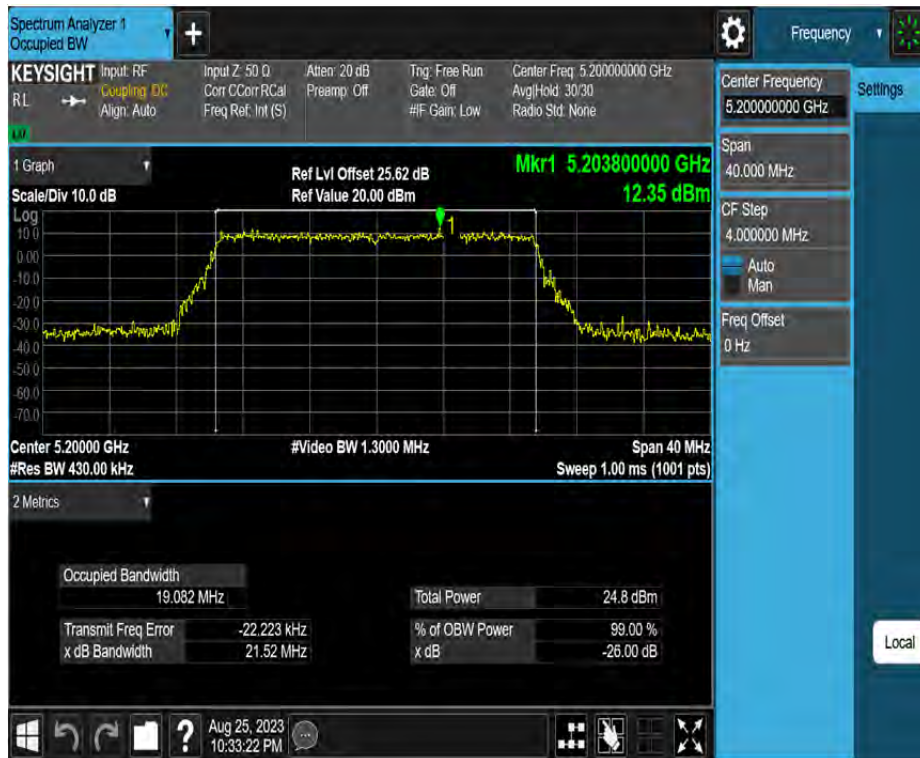 Spectrum Analyzer 1
Occupied BW
+
Frequency
KEYSIGHT
RL
Input: RF
Coupling: DC
Align: Auto
Input Z: 50 Ω
Corr CCorr RCal
Freq Ref: Int (S)
Atten: 20 dB
Preamp: Off
Trig: Free Run
Gate: Off
#IF Gain: Low
Center Freq: 5.200000000 GHz
Avg|Hold: 30/30
Radio Std: None
Center Frequency
5.200000000 GHz
Settings
Span
40.000 MHz
CF Step
4.000000 MHz
Auto
Man
Freq Offset
0 Hz
1 Graph
Scale/Div 10.0 dB
Ref Lvl Offset 25.62 dB
Ref Value 20.00 dBm
Mkr1 5.203800000 GHz
12.35 dBm
Log
10.0
0.00
-10.0
-20.0
-30.0
-40.0
-50.0
-60.0
-70.0
1
Center 5.20000 GHz
#Video BW 1.3000 MHz
Span 40 MHz
#Res BW 430.00 kHz
Sweep 1.00 ms (1001 pts)
2 Metrics
Occupied Bandwidth
19.082 MHz
Total Power 24.8 dBm
Transmit Freq Error -22.223 kHz
% of OBW Power 99.00 %
x dB Bandwidth 21.52 MHz
x dB -26.00 dB
Local
?
Aug 25, 2023
10:33:22 PM